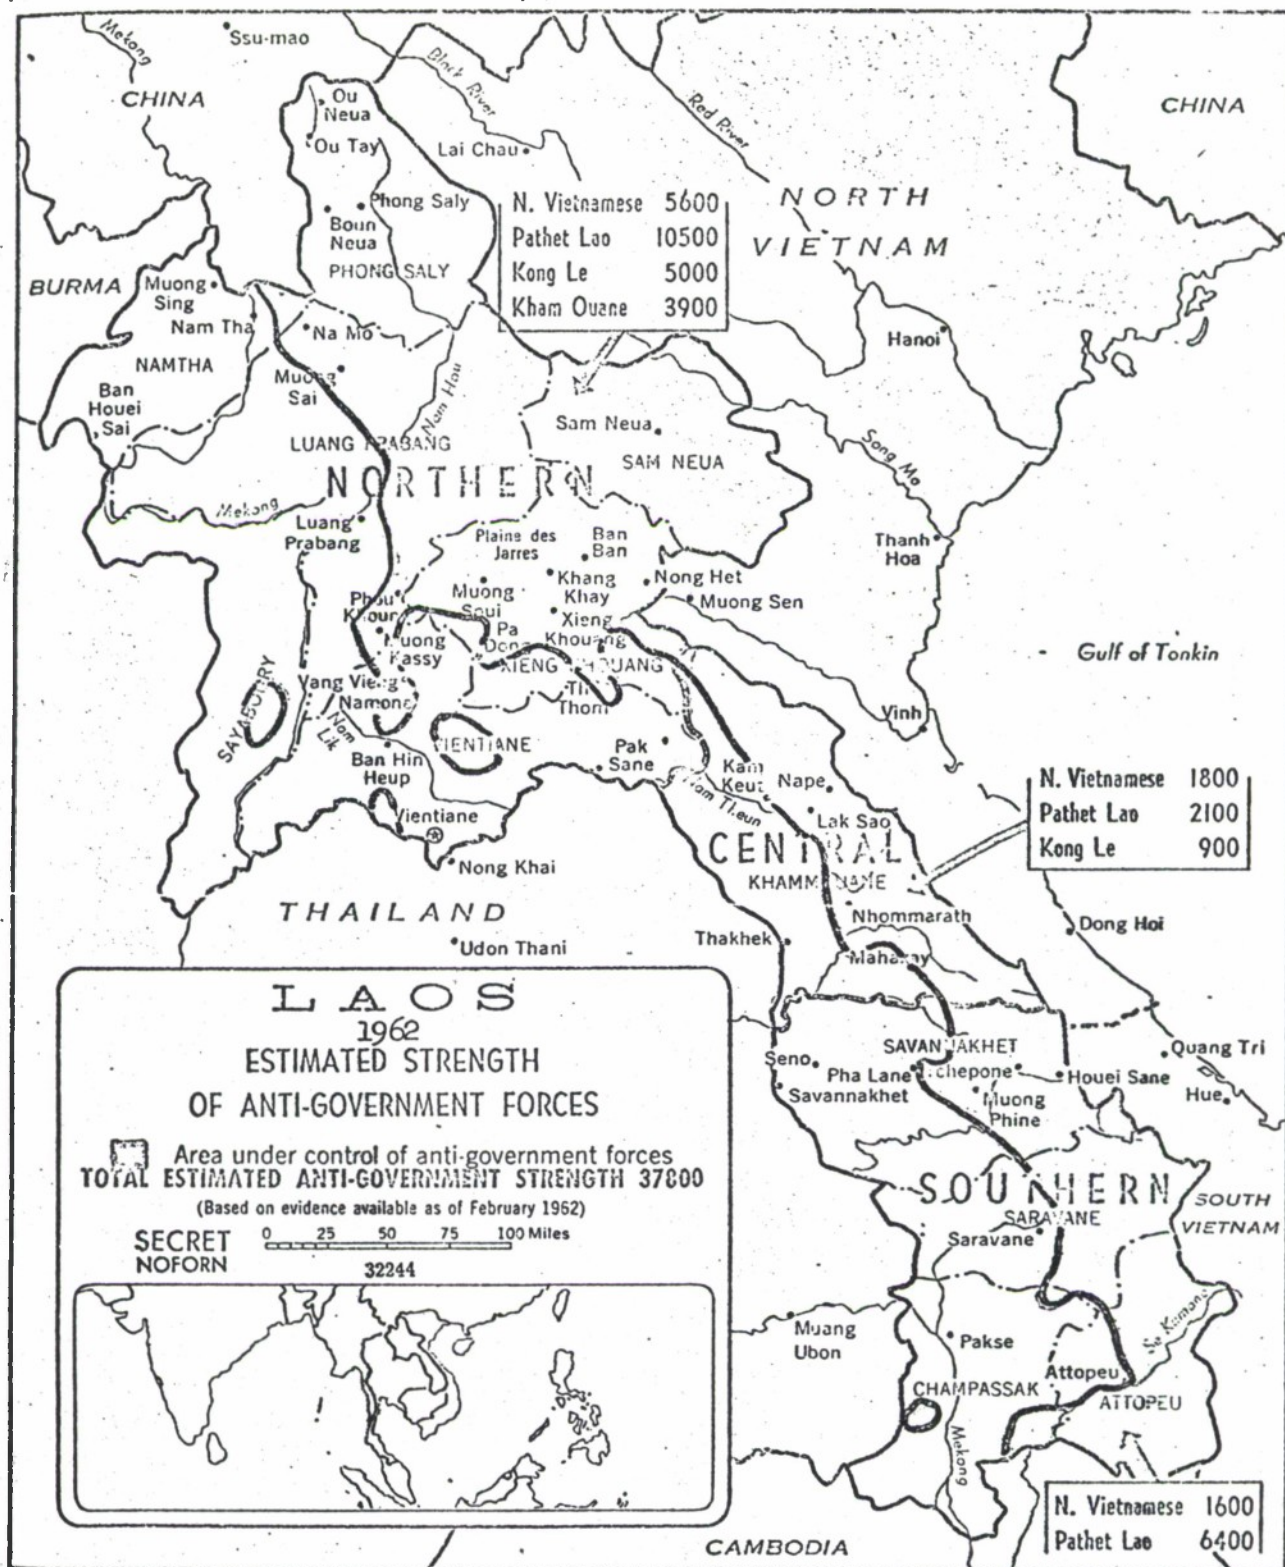 Mekong
Ssu-mao
CHINA
Black River
Red River
CHINA
Ou
Neua
Ou Tay
Lai Chau
Phong Saly
Boun
Neua
PHONG SALY
N. Vietnamese 5600
Pathet Lao 10500
Kong Le 5000
Kham Ouane 3900
NORTH
VIETNAM
BURMA
Muong
Sing
Nam Tha
Na Mo
Hanoi
NAMTHA
Muong
Sai
Ban
Houei
Sai
Nam Hou
LUANG PRABANG
Sam Neua
SAM NEUA
Song Ma
NORTHERN
Mekong
Luang
Prabang
Plaine des
Jarres
Ban
Ban
Thanh
Hoa
Khang
Khay
Nong Het
Muong Sen
Muong
Soui
Phou
Khoun
Xieng
Khouang
Pa
Dong
Muong
Kassy
XIENG KHOUANG
Gulf of Tonkin
SAYABOURY
Vang Vieng
Namone
Nam
Lik
Tha
Thom
Vinh
VIENTIANE
Ban Hin
Heup
Pak
Sane
Kam
Keut
Nape
Nam Theun
Lak Sao
N. Vietnamese 1800
Pathet Lao 2100
Kong Le 900
Vientiane
Nong Khai
CENTRAL
KHAMMOUANE
THAILAND
Udon Thani
Nhommarath
Thakhek
Mahaxay
Dong Hoi
LAOS
1962
ESTIMATED STRENGTH
OF ANTI-GOVERNMENT FORCES
Area under control of anti-government forces
TOTAL ESTIMATED ANTI-GOVERNMENT STRENGTH 37800
(Based on evidence available as of February 1962)
SECRET
NOFORN
0 25 50 75 100 Miles
32244
SAVANNAKHET
Seno
Pha Lane
Tchepone
Houei Sane
Savannakhet
Muong
Phine
Quang Tri
Hue
SOUTHERN
SARAVANE
Saravane
SOUTH
VIETNAM
Muang
Ubon
Pakse
Se Kamane
Attopeu
CHAMPASSAK
ATTOPEU
Mekong
N. Vietnamese 1600
Pathet Lao 6400
CAMBODIA